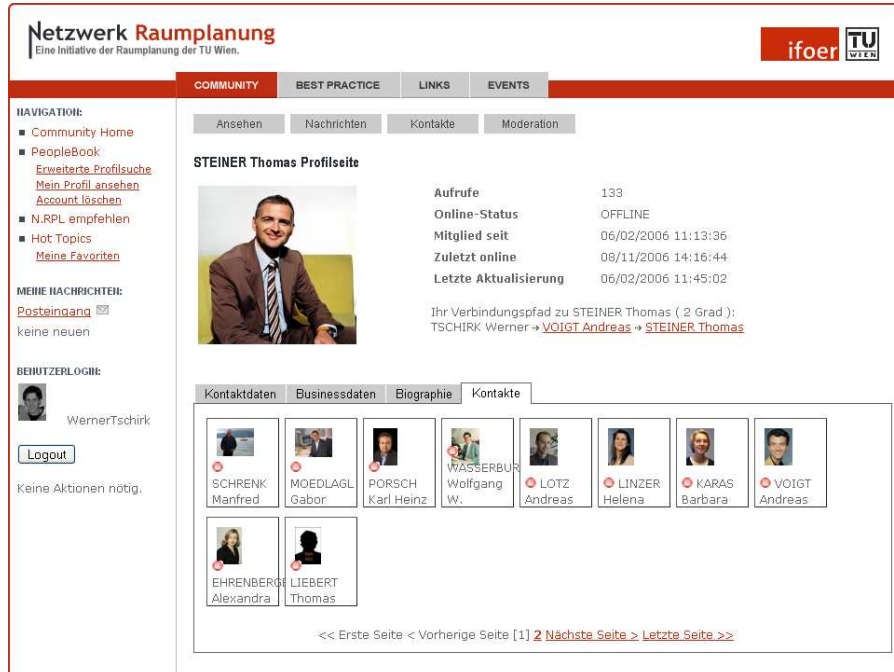 Netzwerk Raumplanung
Eine Initiative der Raumplanung der TU Wien.
ifoer
TU
WIEN
COMMUNITY BEST PRACTICE LINKS EVENTS
NAVIGATION:
Community Home
PeopleBook
Erweiterte Profilsuche
Mein Profil ansehen
Account löschen
N.RPL empfehlen
Hot Topics
Meine Favoriten
MEINE NACHRICHTEN:
Posteingang
keine neuen
BENUTZERLOGIN:
WernerTschirk
Logout
Keine Aktionen nötig.
Ansehen Nachrichten Kontakte Moderation
STEINER Thomas Profilseite
Aufrufe 133
Online-Status OFFLINE
Mitglied seit 06/02/2006 11:13:36
Zuletzt online 08/11/2006 14:16:44
Letzte Aktualisierung 06/02/2006 11:45:02
Ihr Verbindungspfad zu STEINER Thomas ( 2 Grad ):
TSCHIRK Werner → VOIGT Andreas → STEINER Thomas
Kontaktdaten Businessdaten Biographie Kontakte
SCHRENK
Manfred
MOEDLAGL
Gabor
PORSCH
Karl Heinz
WASSERBUR
Wolfgang
W.
LOTZ
Andreas
LINZER
Helena
KARAS
Barbara
VOIGT
Andreas
EHRENBERGE
Alexandra
LIEBERT
Thomas
<< Erste Seite < Vorherige Seite [1] 2 Nächste Seite > Letzte Seite >>